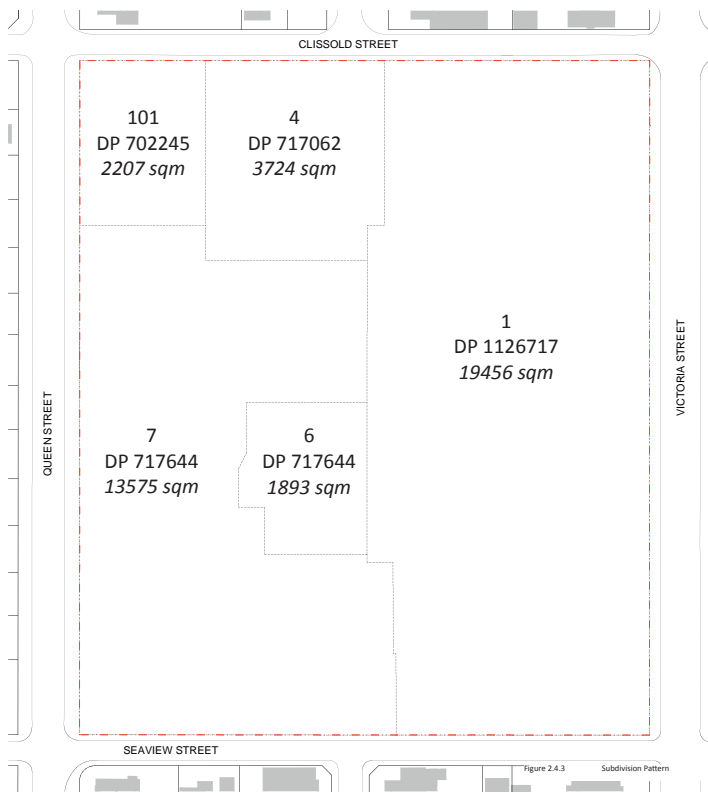 CLISSOLD STREET
101
DP 702245
2207 sqm
4
DP 717062
3724 sqm
1
DP 1126717
19456 sqm
VICTORIA STREET
QUEEN STREET
7
DP 717644
13575 sqm
6
DP 717644
1893 sqm
SEAVIEW STREET
Figure 2.4.3 Subdivision Pattern